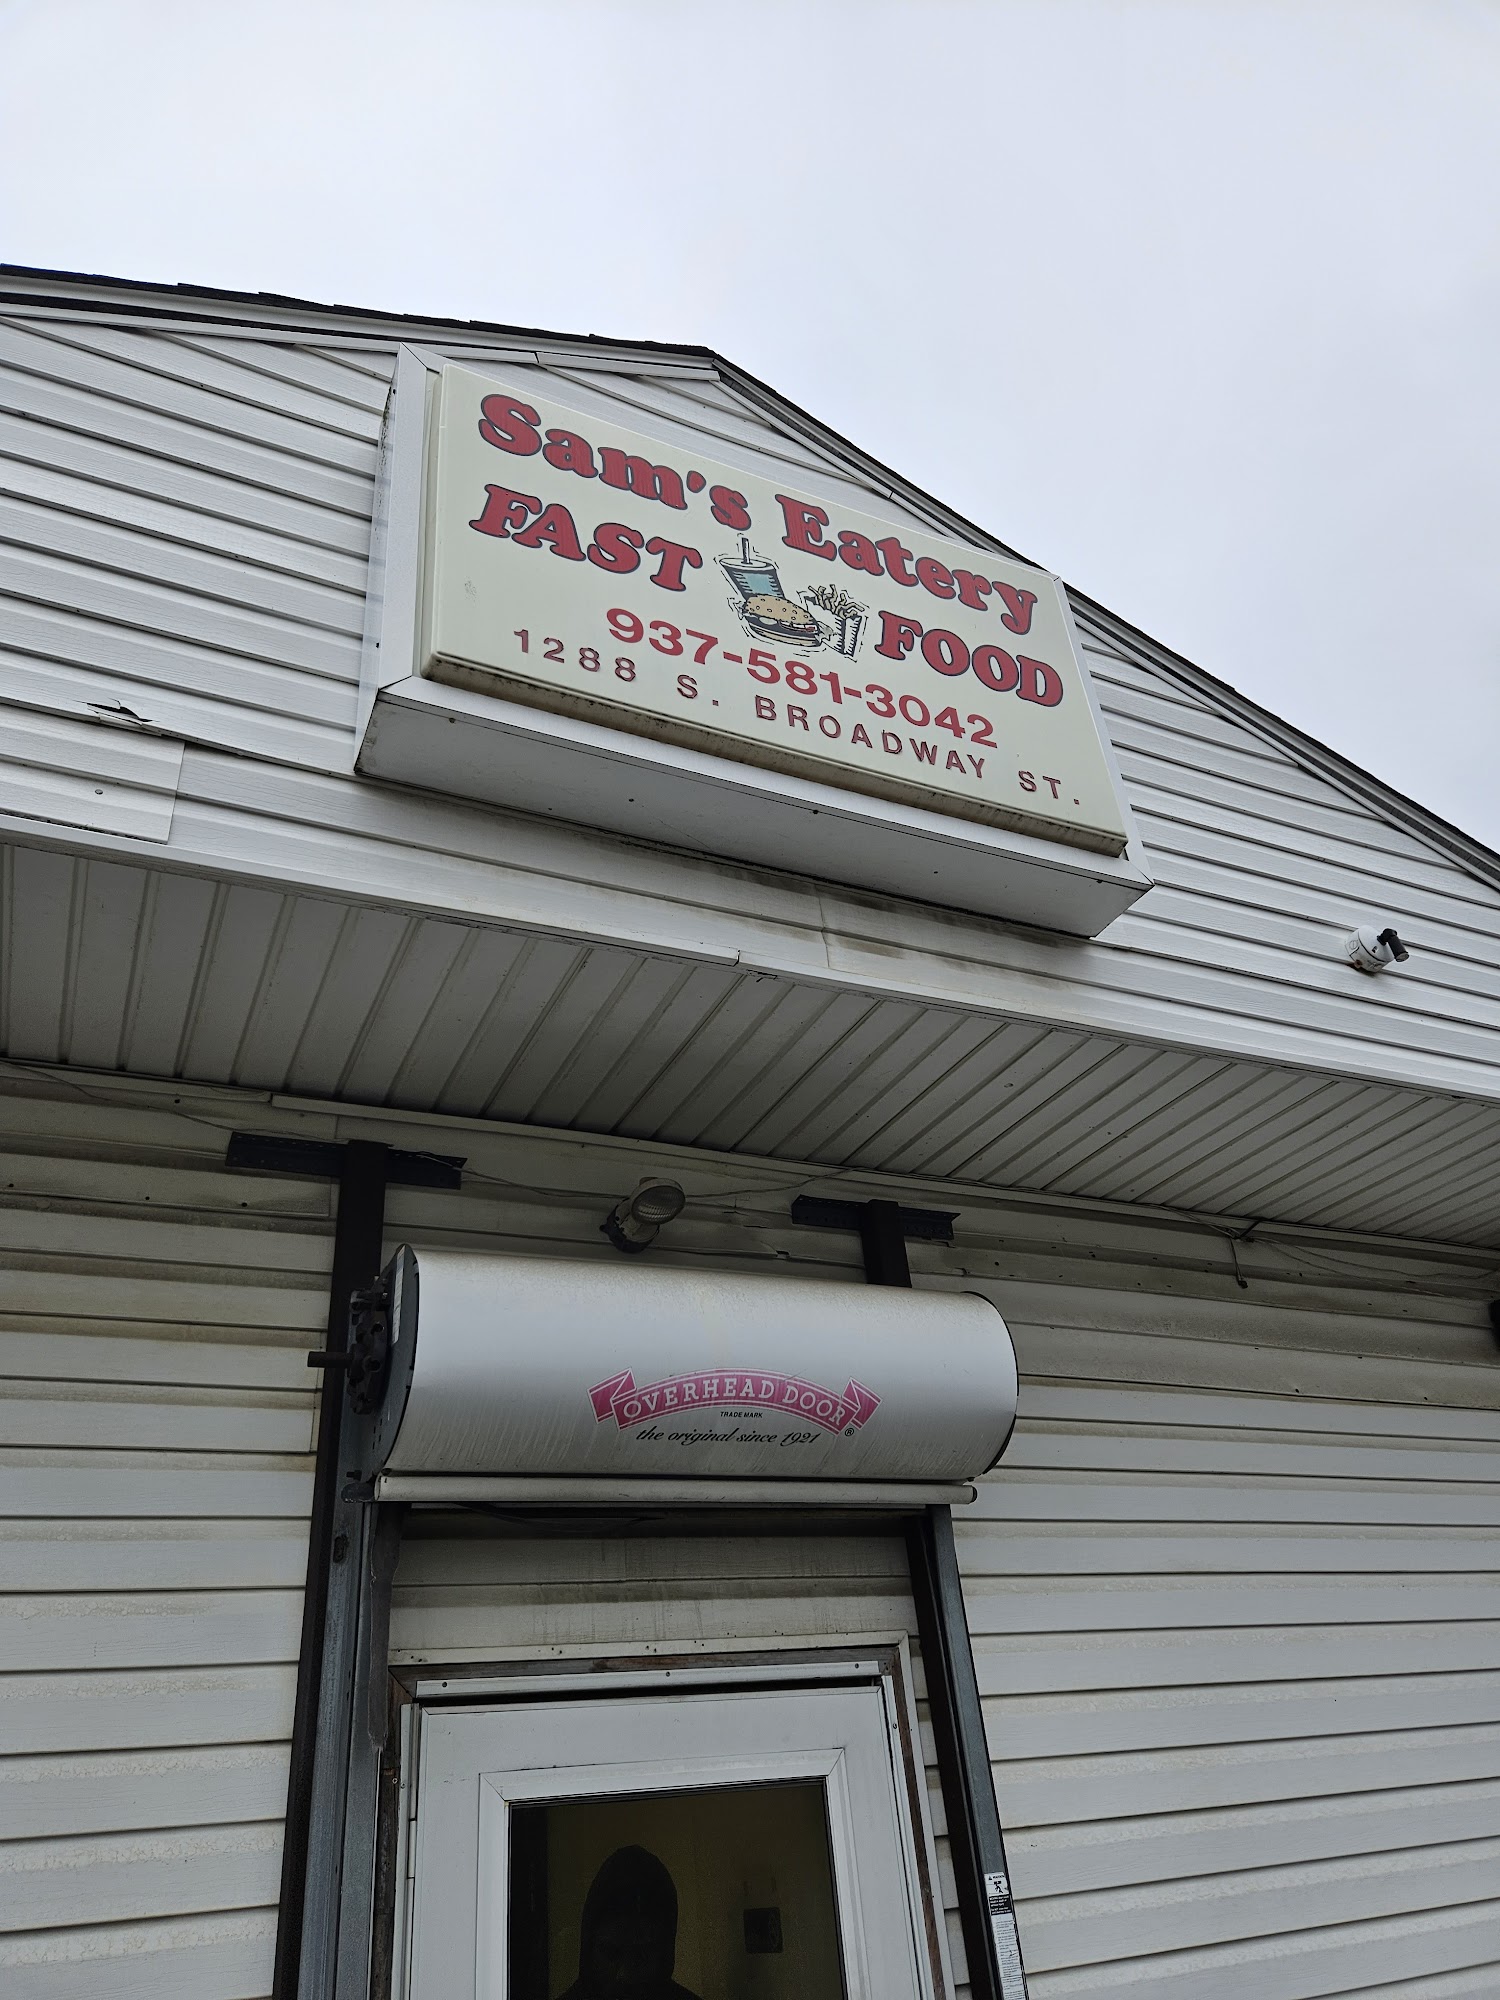 Sam's Eatery
FAST FOOD
937-581-3042
1288 S. BROADWAY ST.
OVERHEAD DOOR
TRADE MARK
®
the original since 1921